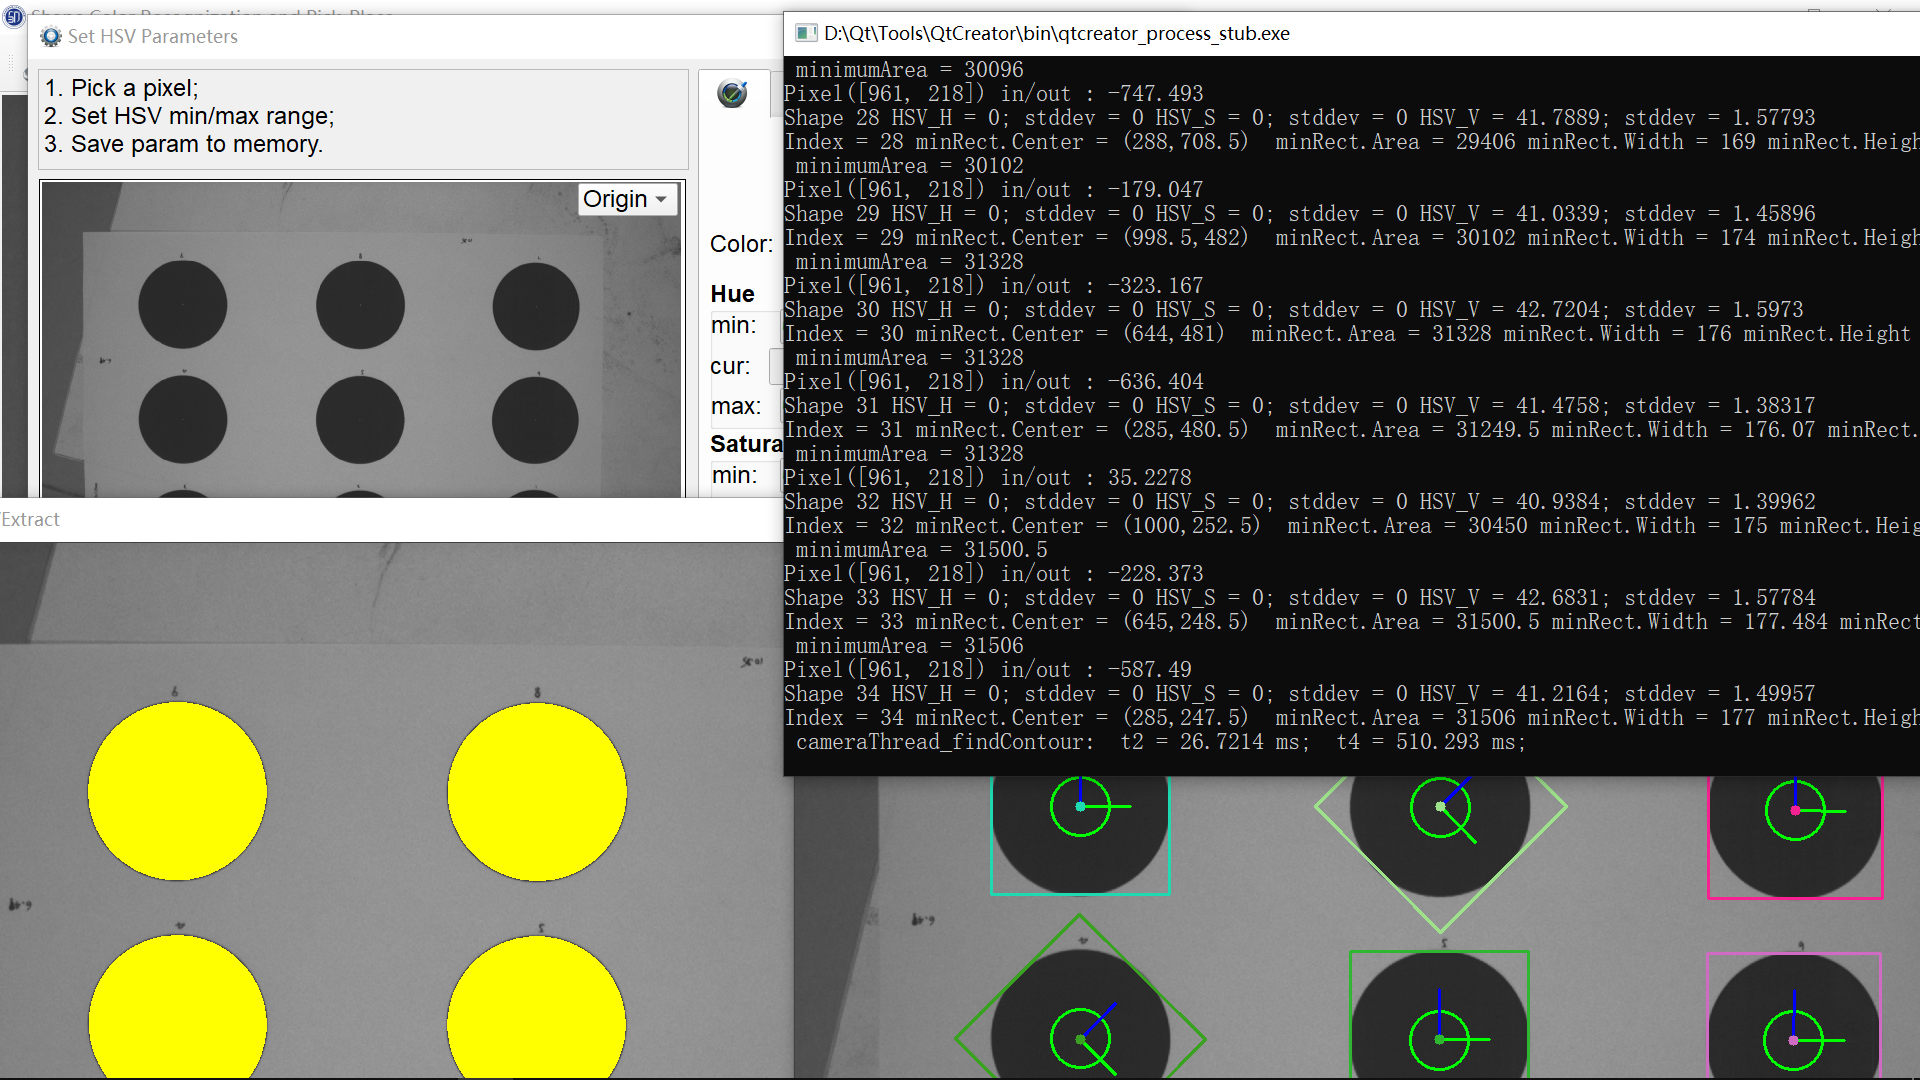 Set HSV Parameters
1. Pick a pixel;
2. Set HSV min/max range;
3. Save param to memory.
Origin
Color:
Hue
min:
cur:
max:
Satura
min:
D:\Qt\Tools\QtCreator\bin\qtcreator_process_stub.exe
minimumArea = 30096
Pixel([961, 218]) in/out : -747.493
Shape 28 HSV_H = 0; stddev = 0 HSV_S = 0; stddev = 0 HSV_V = 41.7889; stddev = 1.57793
Index = 28 minRect.Center = (288,708.5)  minRect.Area = 29406 minRect.Width = 169 minRect.Heigh
minimumArea = 30102
Pixel([961, 218]) in/out : -179.047
Shape 29 HSV_H = 0; stddev = 0 HSV_S = 0; stddev = 0 HSV_V = 41.0339; stddev = 1.45896
Index = 29 minRect.Center = (998.5,482)  minRect.Area = 30102 minRect.Width = 174 minRect.Heigh
minimumArea = 31328
Pixel([961, 218]) in/out : -323.167
Shape 30 HSV_H = 0; stddev = 0 HSV_S = 0; stddev = 0 HSV_V = 42.7204; stddev = 1.5973
Index = 30 minRect.Center = (644,481)  minRect.Area = 31328 minRect.Width = 176 minRect.Height
minimumArea = 31328
Pixel([961, 218]) in/out : -636.404
Shape 31 HSV_H = 0; stddev = 0 HSV_S = 0; stddev = 0 HSV_V = 41.4758; stddev = 1.38317
Index = 31 minRect.Center = (285,480.5)  minRect.Area = 31249.5 minRect.Width = 176.07 minRect.
minimumArea = 31328
Pixel([961, 218]) in/out : 35.2278
Shape 32 HSV_H = 0; stddev = 0 HSV_S = 0; stddev = 0 HSV_V = 40.9384; stddev = 1.39962
Index = 32 minRect.Center = (1000,252.5)  minRect.Area = 30450 minRect.Width = 175 minRect.Heig
minimumArea = 31500.5
Pixel([961, 218]) in/out : -228.373
Shape 33 HSV_H = 0; stddev = 0 HSV_S = 0; stddev = 0 HSV_V = 42.6831; stddev = 1.57784
Index = 33 minRect.Center = (645,248.5)  minRect.Area = 31500.5 minRect.Width = 177.484 minRect
minimumArea = 31506
Pixel([961, 218]) in/out : -587.49
Shape 34 HSV_H = 0; stddev = 0 HSV_S = 0; stddev = 0 HSV_V = 41.2164; stddev = 1.49957
Index = 34 minRect.Center = (285,247.5)  minRect.Area = 31506 minRect.Width = 177 minRect.Heigh
cameraThread_findContour:  t2 = 26.7214 ms;  t4 = 510.293 ms;
/Extract